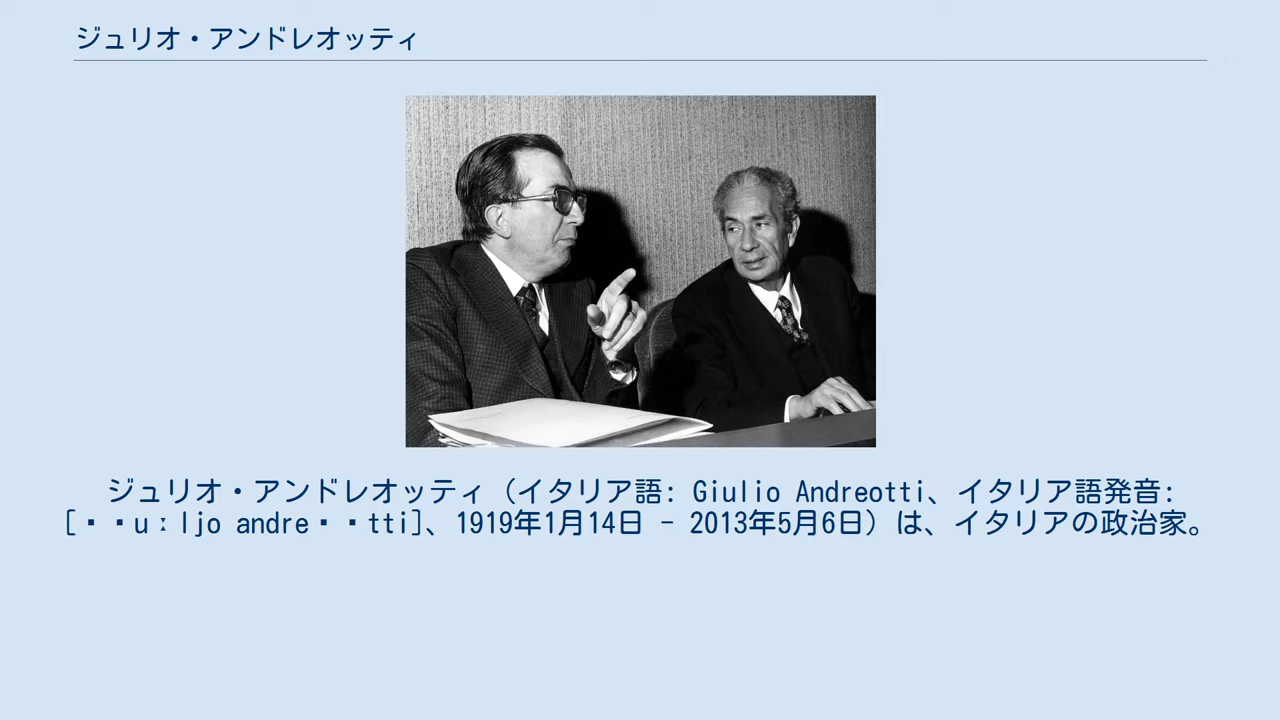 ジュリオ・アンドレオッティ
ジュリオ・アンドレオッティ（イタリア語: Giulio Andreotti、イタリア語発音:
[▪▪uːljo andre▪▪tti]、1919年1月14日 - 2013年5月6日）は、イタリアの政治家。